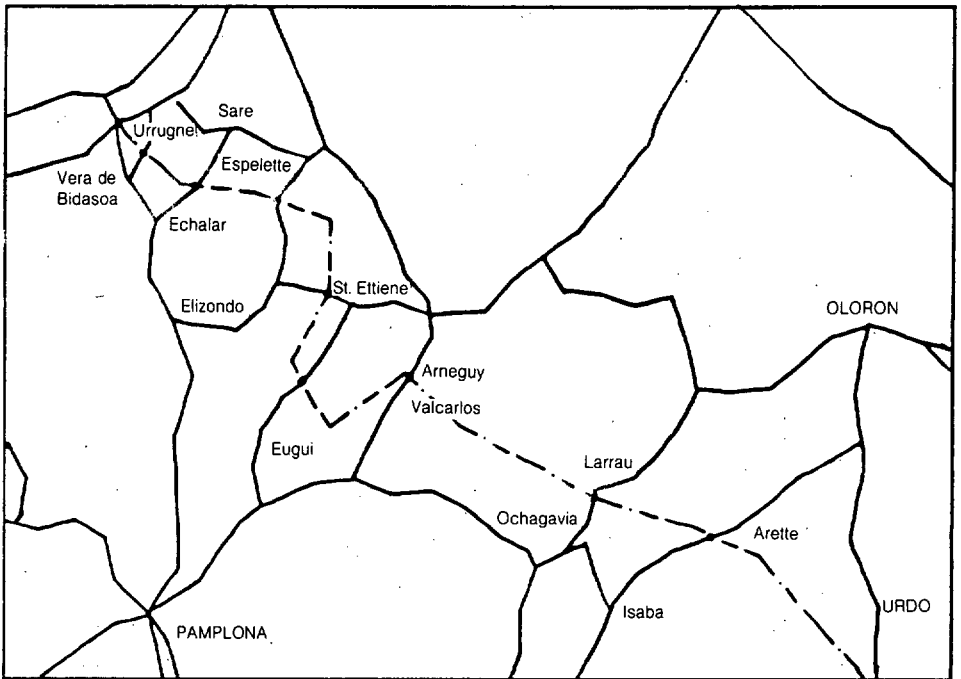 Sare
Urrugne
Espelette
Vera de
Bidasoa
Echalar
St. Ettiene
Elizondo
OLORON
Arneguy
Valcarlos
Eugui
Larrau
Ochagavia
Arette
Isaba
URDO
PAMPLONA